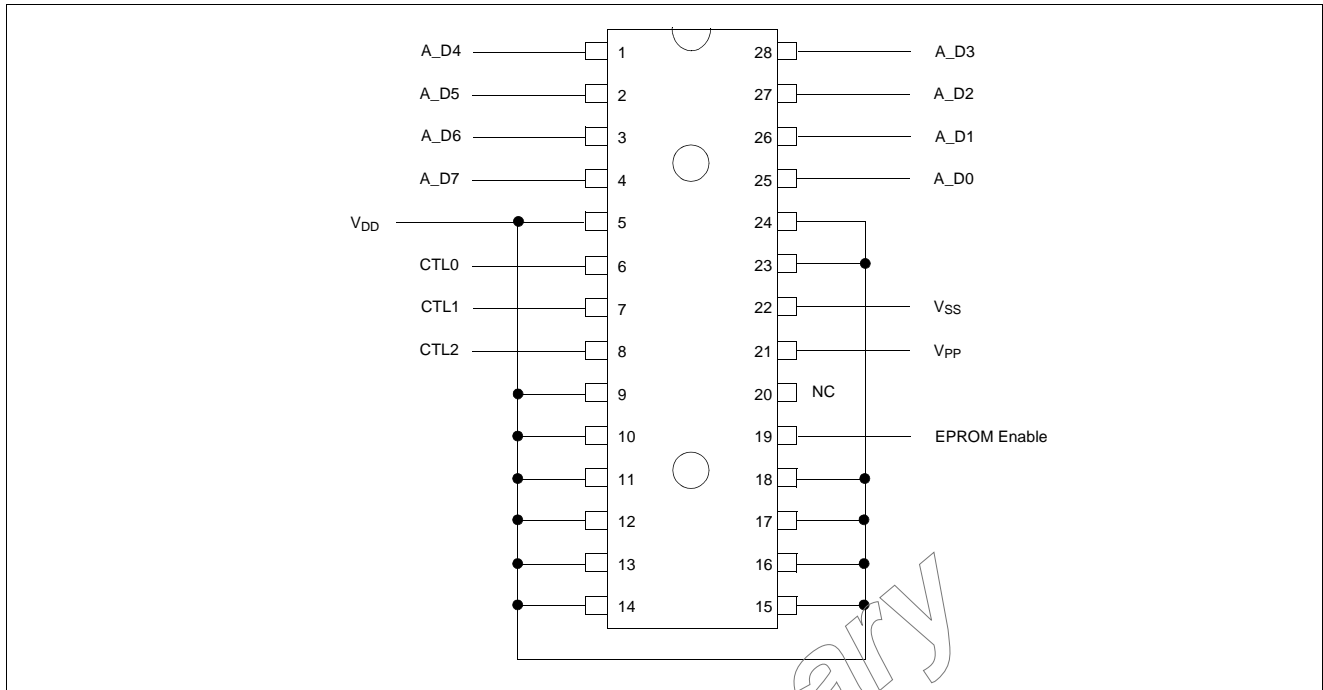 A_D4 1 28 A_D3
A_D5 2 27 A_D2
A_D6 3 26 A_D1
A_D7 4 25 A_D0
VDD 5 24
CTL0 6 23
CTL1 7 22 VSS
CTL2 8 21 VPP
9 20 NC
10 19 EPROM Enable
11 18
12 17
13 16
14 15
ary